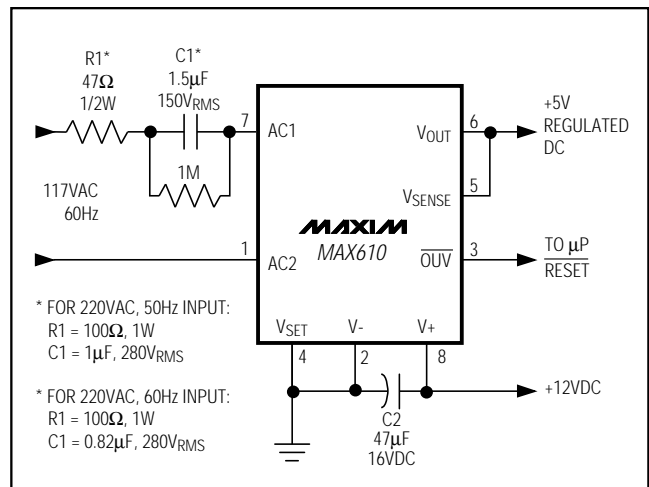 R1*
47Ω
1/2W
C1*
1.5µF
150VRMS
7
AC1
1M
117VAC
60Hz
1
AC2
VOUT
6
+5V
REGULATED
DC
VSENSE
5
MAXIM
MAX610
OUV
3
TO µP
RESET
VSET
V-
V+
4
2
8
+12VDC
C2
47µF
16VDC
* FOR 220VAC, 50Hz INPUT:
R1 = 100Ω, 1W
C1 = 1µF, 280VRMS
* FOR 220VAC, 60Hz INPUT:
R1 = 100Ω, 1W
C1 = 0.82µF, 280VRMS